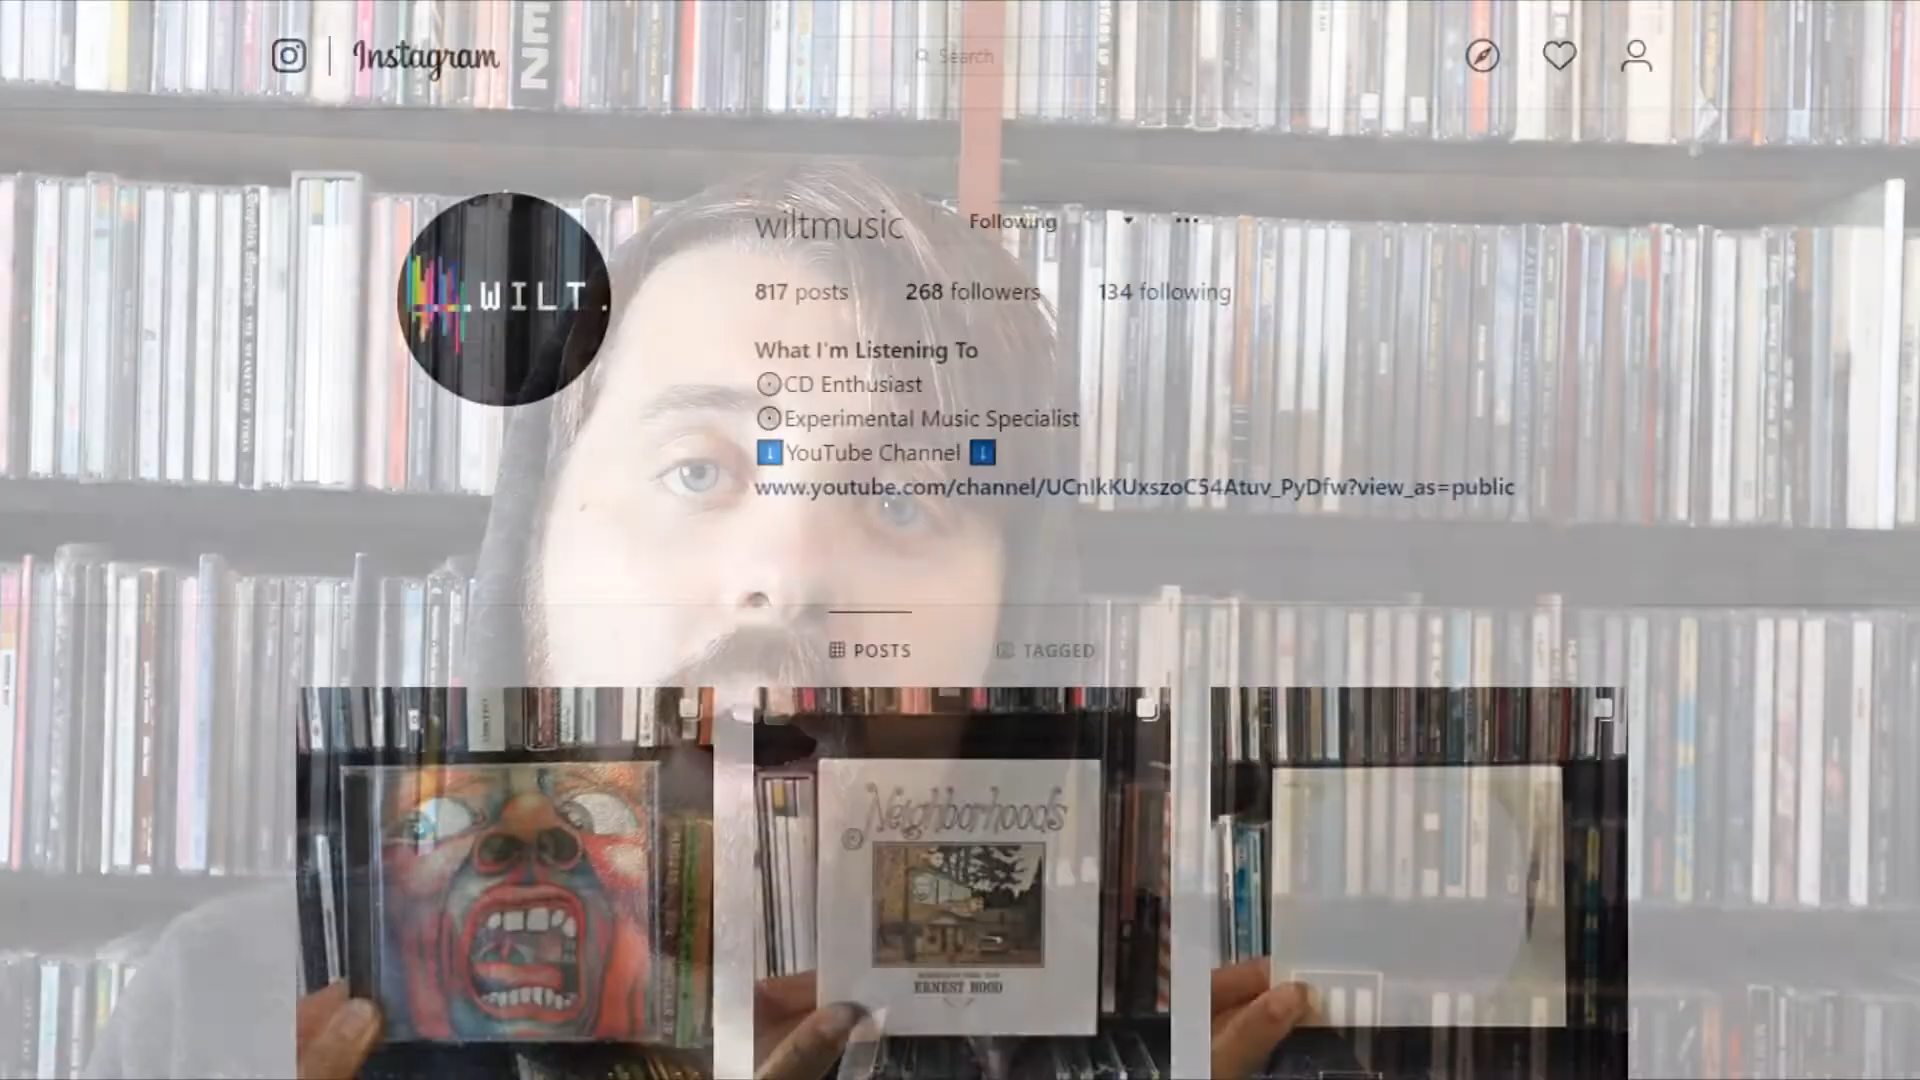 Instagram
Search
wiltmusic Following
817 posts 268 followers 134 following
.WILT.
What I'm Listening To
CD Enthusiast
Experimental Music Specialist
YouTube Channel
www.youtube.com/channel/UCnIkKUxszoC54Atuv_PyDfw?view_as=public
POSTS TAGGED
Neighborhoods
ERNEST HOOD